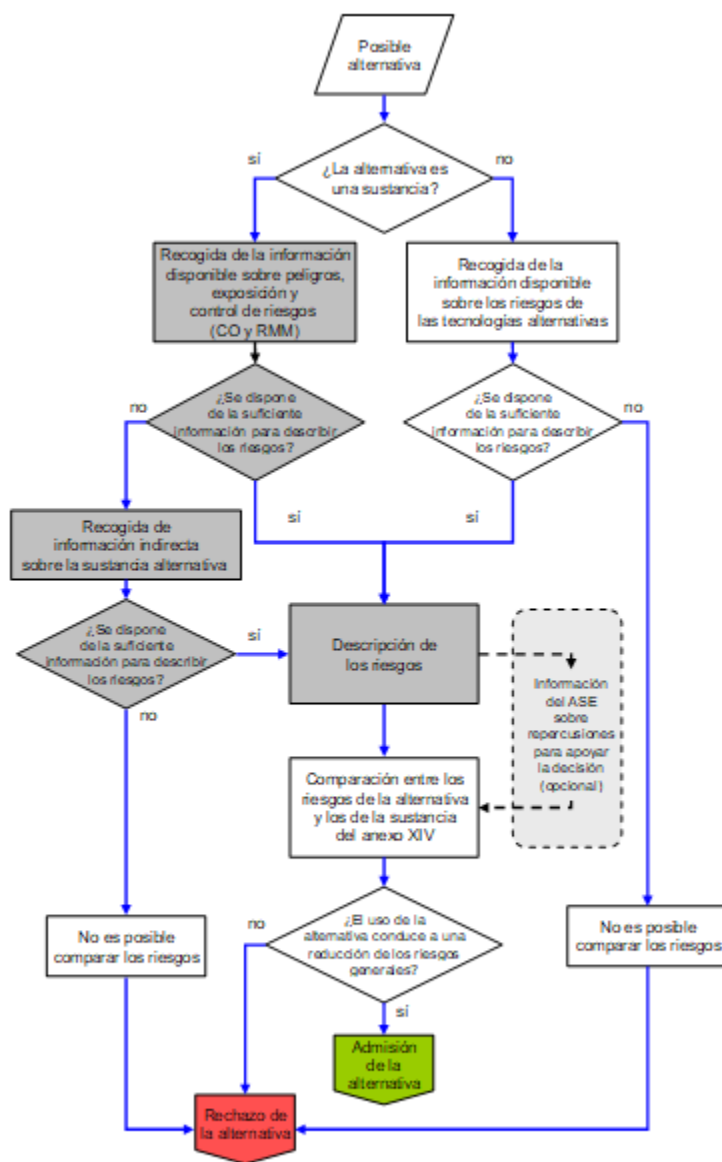 Posible
alternativa
sí
no
¿La alternativa es
una sustancia?
Recogida de la información
disponible sobre peligros,
exposición y
control de riesgos
(CO y RMM)
Recogida de la
información disponible
sobre los riesgos de
las tecnologías alternativas
no
¿Se dispone
de la suficiente
información para describir
los riesgos?
¿Se dispone
de la suficiente
información para describir
los riesgos?
no
sí
sí
Recogida de
información indirecta
sobre la sustancia alternativa
¿Se dispone
de la suficiente
información para describir
los riesgos?
sí
no
Descripción de
los riesgos
Información
del ASE
sobre
repercusiones
para apoyar
la decisión
(opcional)
Comparación entre los
riesgos de la alternativa
y los de la sustancia
del anexo XIV
No es posible
comparar los riesgos
no
¿El uso de la
alternativa conduce a una
reducción de los riesgos
generales?
No es posible
comparar los riesgos
sí
Admisión
de la
alternativa
Rechazo de
la alternativa